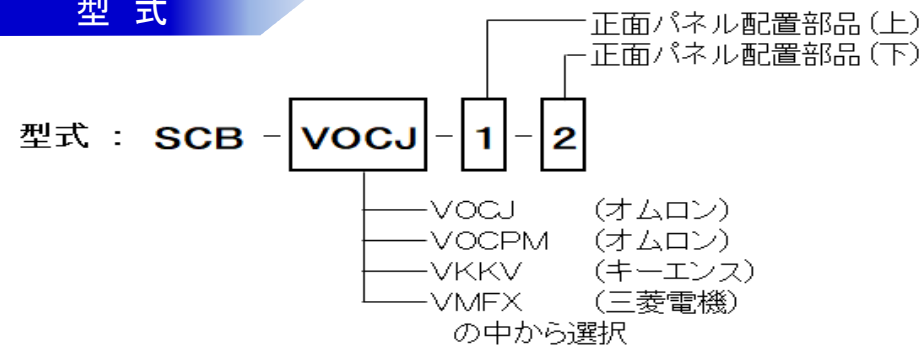 型 式
正面パネル配置部品(上)
正面パネル配置部品(下)
型式 : SCB - VOCJ - 1 - 2
VOCJ (オムロン)
VOCPM (オムロン)
VKKV (キーエンス)
VMFX (三菱電機)
の中から選択